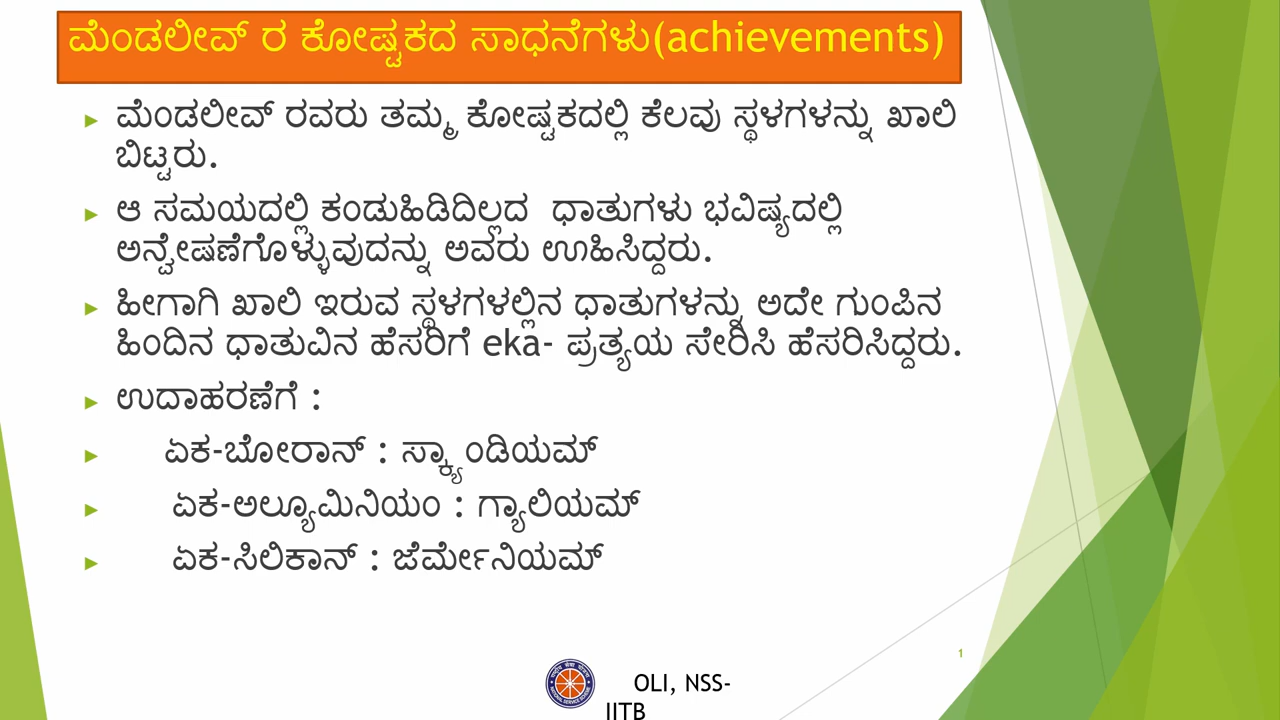 ಮೆಂಡಲೀವ್ ರ ಕೋಷ್ಟಕದ ಸಾಧನೆಗಳು(achievements)
ಮೆಂಡಲೀವ್ ರವರು ತಮ್ಮ ಕೋಷ್ಟಕದಲ್ಲಿ ಕೆಲವು ಸ್ಥಳಗಳನ್ನು ಖಾಲಿ
ಬಿಟ್ಟರು.
ಆ ಸಮಯದಲ್ಲಿ ಕಂಡುಹಿಡಿದಿಲ್ಲದ ಧಾತುಗಳು ಭವಿಷ್ಯದಲ್ಲಿ
ಅನ್ವೇಷಣೆಗೊಳ್ಳುವುದನ್ನು ಅವರು ಊಹಿಸಿದ್ದರು.
ಹೀಗಾಗಿ ಖಾಲಿ ಇರುವ ಸ್ಥಳಗಳಲ್ಲಿನ ಧಾತುಗಳನ್ನು ಅದೇ ಗುಂಪಿನ
ಹಿಂದಿನ ಧಾತುವಿನ ಹೆಸರಿಗೆ eka- ಪ್ರತ್ಯಯ ಸೇರಿಸಿ ಹೆಸರಿಸಿದ್ದರು.
ಉದಾಹರಣೆಗೆ :
ಏಕ-ಬೋರಾನ್ : ಸ್ಕ್ಯಾಂಡಿಯಮ್
ಏಕ-ಅಲ್ಯೂಮಿನಿಯಂ : ಗ್ಯಾಲಿಯಮ್
ಏಕ-ಸಿಲಿಕಾನ್ : ಜೆರ್ಮೇನಿಯಮ್
1
OLI, NSS-
IITB